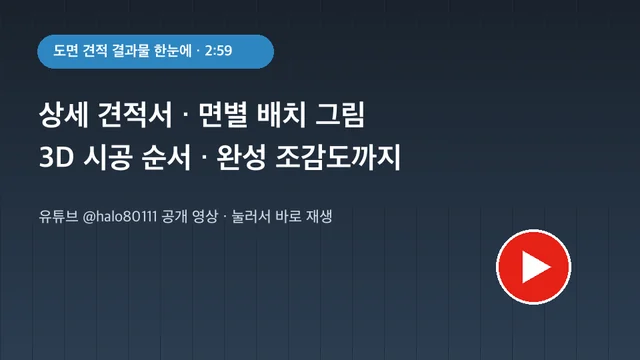 도면 견적 결과물 한눈에 · 2:59
상세 견적서 · 면별 배치 그림
3D 시공 순서 · 완성 조감도까지
유튜브 @halo80111 공개 영상 · 눌러서 바로 재생